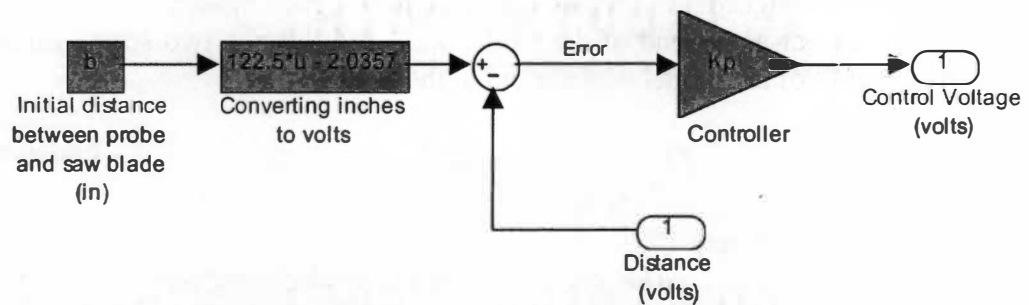 b
122.5*u - 2.0357
Error
Kp
1
Initial distance
between probe
and saw blade
(in)
Converting inches
to volts
Controller
Control Voltage
(volts)
1
Distance
(volts)